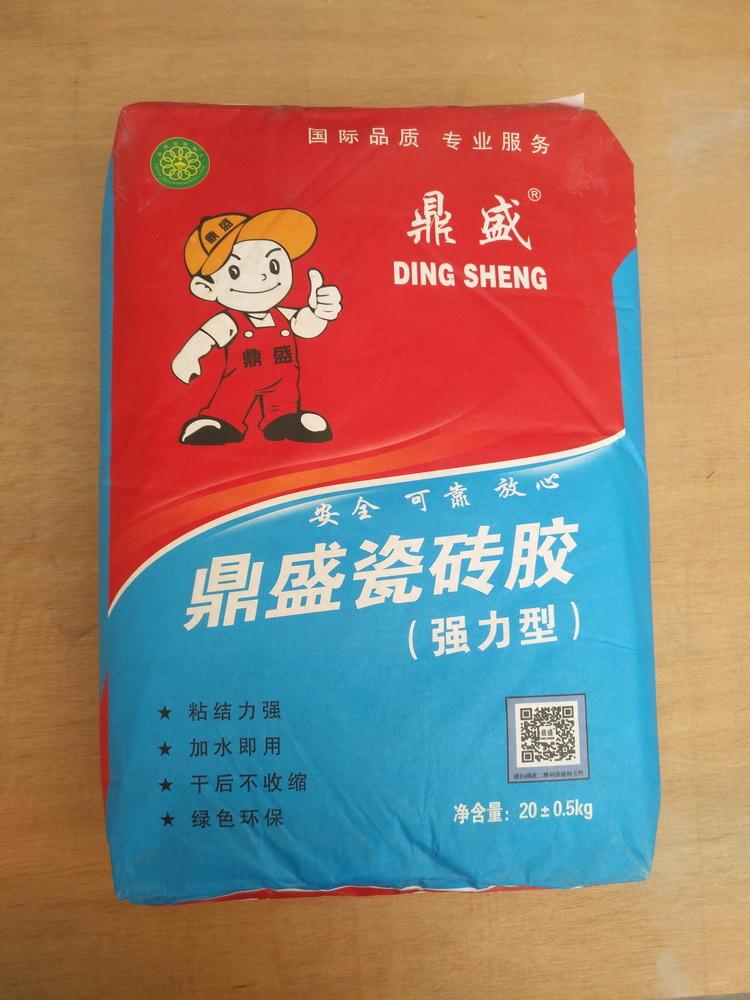 国际品质 专业服务
鼎盛®
DING SHENG
鼎盛
鼎盛
安全 可靠 放心
鼎盛瓷砖胶
（强力型）
★ 粘结力强
★ 加水即用
★ 干后不收缩
★ 绿色环保
鼎盛
净含量：20±0.5kg